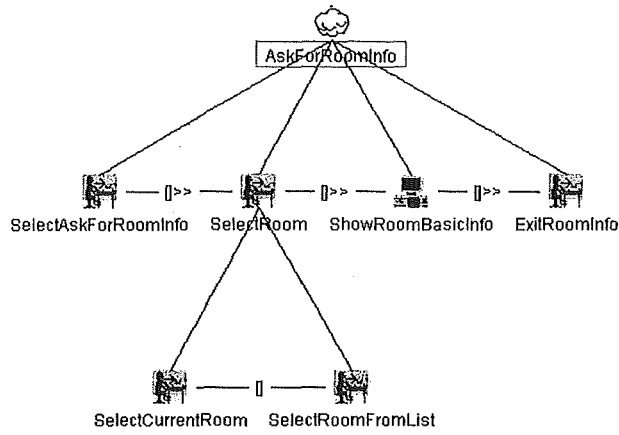 AskForRoomInfo
[]>> []>> []>>
SelectAskForRoomInfo SelectRoom ShowRoomBasicInfo ExitRoomInfo
[]
SelectCurrentRoom SelectRoomFromList